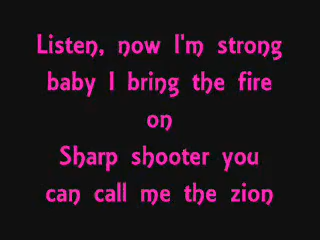 Listen, now I'm strong
baby I bring the fire
on
Sharp shooter you
can call me the zion